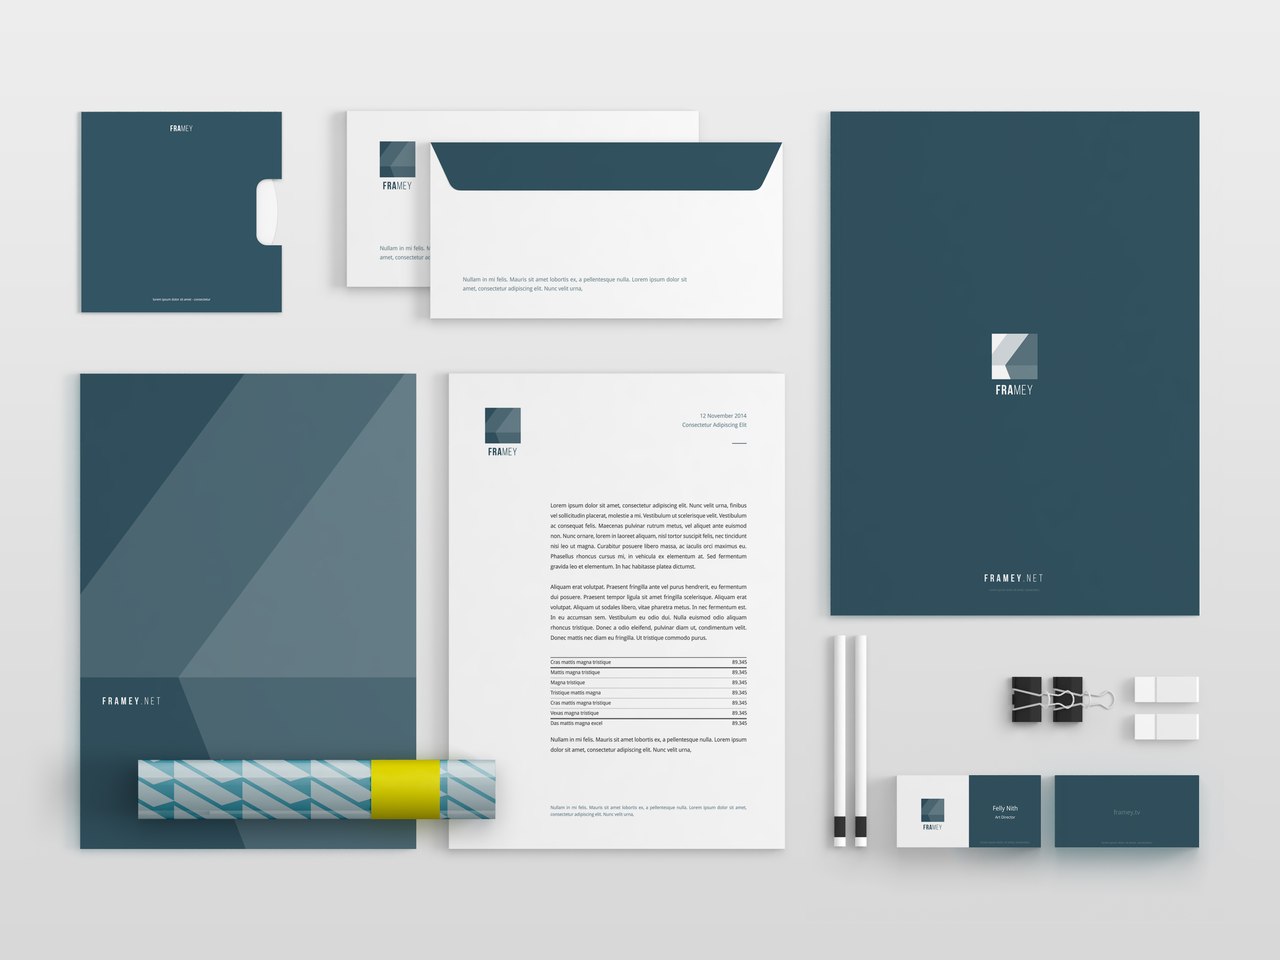 FRAMEY
lorem ipsum dolor sit amet - consectetur
FRAMEY
Nullam in mi felis. M
amet, consectetur ad
Nullam in mi felis. Mauris sit amet lobortis ex, a pellentesque nulla. Lorem ipsum dolor sit
amet, consectetur adipiscing elit. Nunc velit urna,
FRAMEY
FRAMEY.NET
FRAMEY.NET
FRAMEY
12 November 2014
Consectetur Adipiscing Elit
Lorem ipsum dolor sit amet, consectetur adipiscing elit. Nunc velit urna, finibus
vel sollicitudin placerat, molestie a mi. Vestibulum ut scelerisque velit. Vestibulum
ac consequat felis. Maecenas pulvinar rutrum metus, vel aliquet ante euismod
non. Nunc ornare, lorem in laoreet aliquam, nisl tortor suscipit felis, nec tincidunt
nisi leo ut magna. Curabitur posuere libero massa, ac iaculis orci maximus eu.
Phasellus rhoncus cursus mi, in vehicula ex elementum at. Sed fermentum
gravida leo et elementum. In hac habitasse platea dictumst.
Aliquam erat volutpat. Praesent fringilla ante vel purus hendrerit, eu fermentum
dui posuere. Praesent tempor ligula sit amet fringilla scelerisque. Aliquam erat
volutpat. Aliquam ut sodales libero, vitae pharetra metus. In nec fermentum est.
In eu accumsan sem. Vestibulum eu odio dui. Nulla euismod odio aliquam
rhoncus tristique. Donec a odio eleifend, pulvinar diam ut, condimentum velit.
Donec mattis nec diam eu fringilla. Ut tristique commodo purus.
Cras mattis magna tristique 89.345
Mattis magna tristique 89.345
Magna tristique 89.345
Tristique mattis magna 89.345
Cras mattis magna tristique 89.345
Vexas magna tristique 89.345
Das mattis magna excel 89.345
Nullam in mi felis. Mauris sit amet lobortis ex, a pellentesque nulla. Lorem ipsum
dolor sit amet, consectetur adipiscing elit. Nunc velit urna,
Nullam in mi felis. Mauris sit amet lobortis ex, a pellentesque nulla. Lorem ipsum dolor sit amet,
consectetur adipiscing elit. Nunc velit urna,
FRAMEY
Felly Nith
Art Director
framey.tv